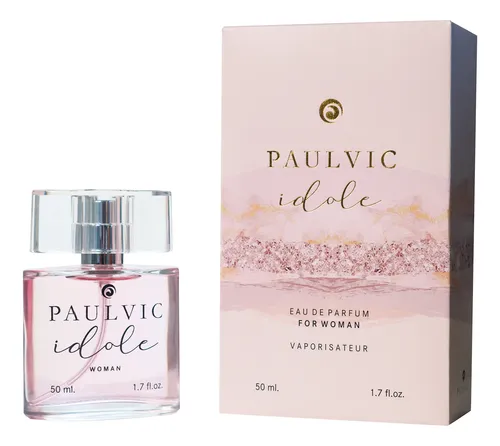 PAULVIC
idole
WOMAN
50 ml. 1.7 fl.oz.
PAULVIC
idole
EAU DE PARFUM
FOR WOMAN
VAPORISATEUR
50 ml. 1.7 fl.oz.